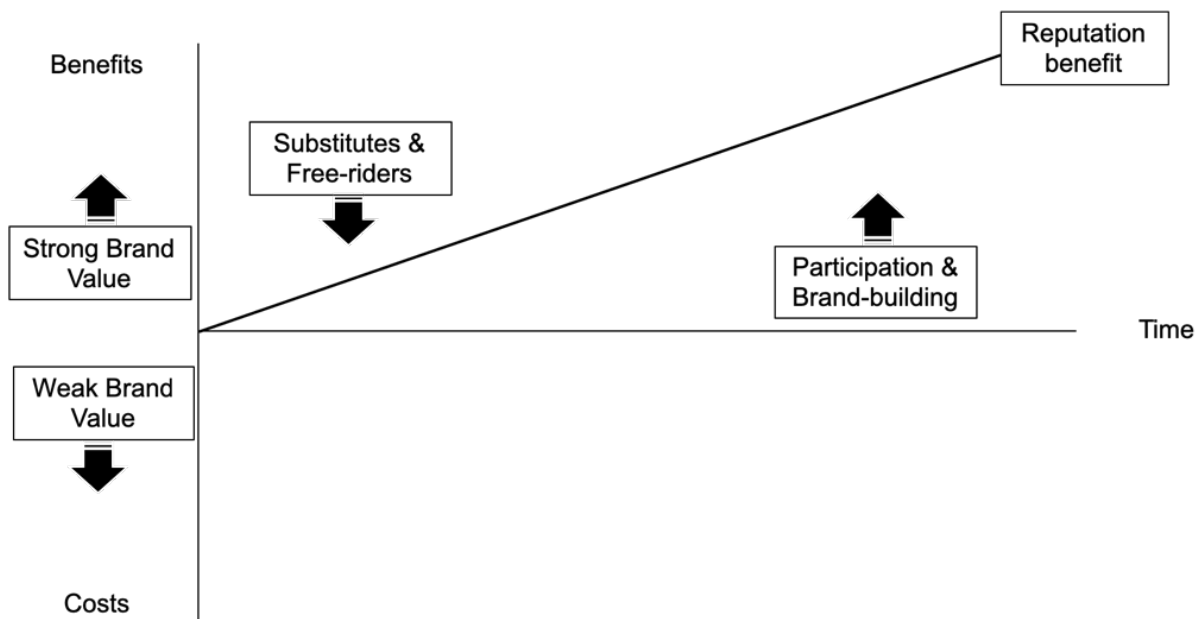 Benefits
Reputation
benefit
Substitutes &
Free-riders
Strong Brand
Value
Participation &
Brand-building
Time
Weak Brand
Value
Costs